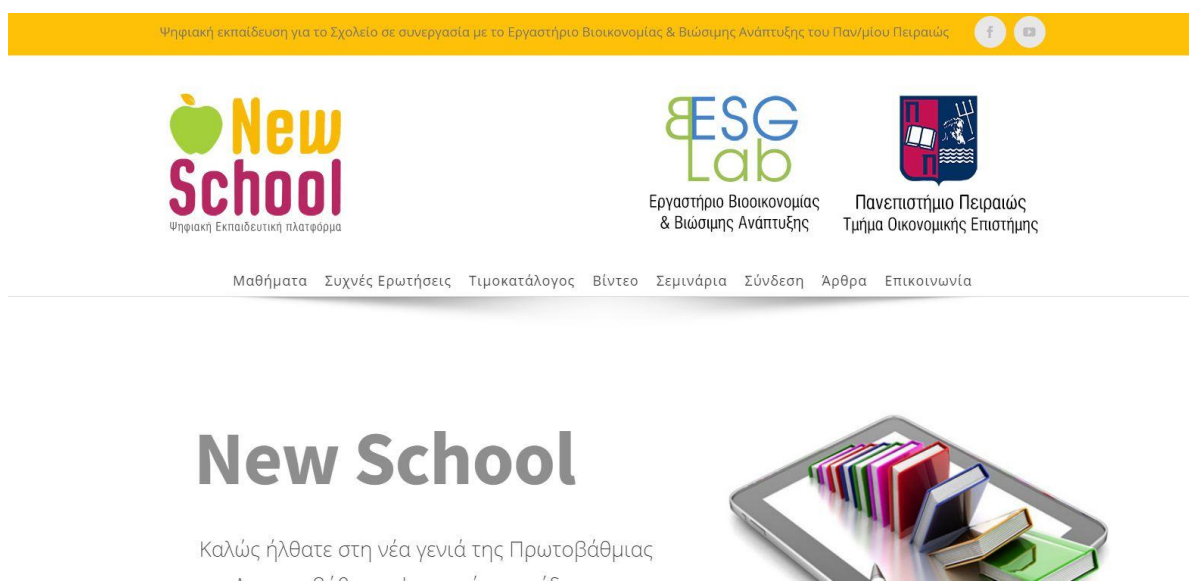 Ψηφιακή εκπαίδευση για το Σχολείο σε συνεργασία με το Εργαστήριο Βιοικονομίας & Βιώσιμης Ανάπτυξης του Παν/μίου Πειραιώς
New
School
Ψηφιακή Εκπαιδευτική πλατφόρμα
BESG
Lab
Εργαστήριο Βιοοικονομίας
& Βιώσιμης Ανάπτυξης
Πανεπιστήμιο Πειραιώς
Τμήμα Οικονομικής Επιστήμης
Μαθήματα Συχνές Ερωτήσεις Τιμοκατάλογος Βίντεο Σεμινάρια Σύνδεση Άρθρα Επικοινωνία
New School
Καλώς ήλθατε στη νέα γενιά της Πρωτοβάθμιας